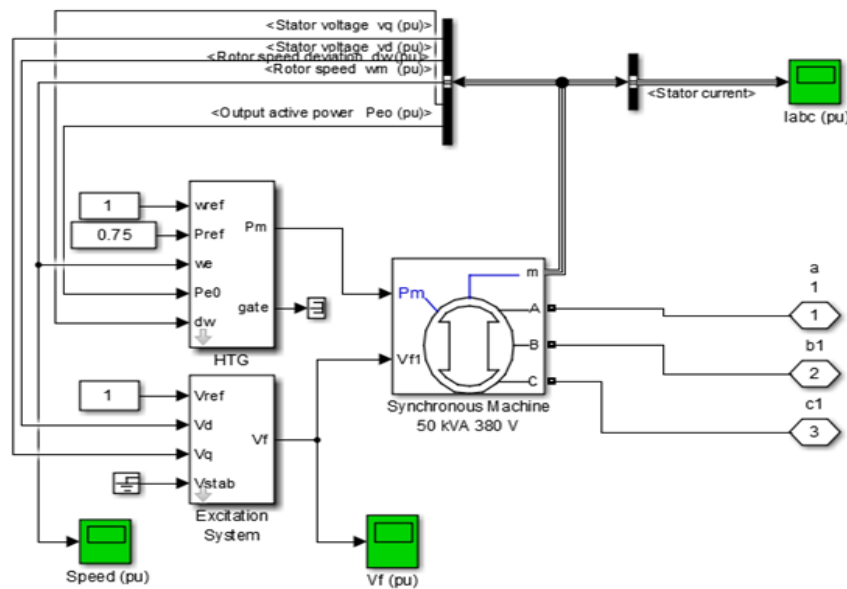 <Stator voltage vq (pu)>
<Stator voltage vd (pu)>
<Rotor speed deviation dw(pu)>
<Rotor speed wm (pu)>
<Stator current>
Iabc (pu)
<Output active power Peo (pu)>
1
wref
0.75
Pref
Pm
we
Pe0
gate
dw
HTG
m
Pm
A
Vf1
B
C
Synchronous Machine
50 kVA 380 V
a
1
1
b1
2
c1
3
1
Vref
Vd
Vf
Vq
Vstab
Excitation
System
Speed (pu)
Vf (pu)